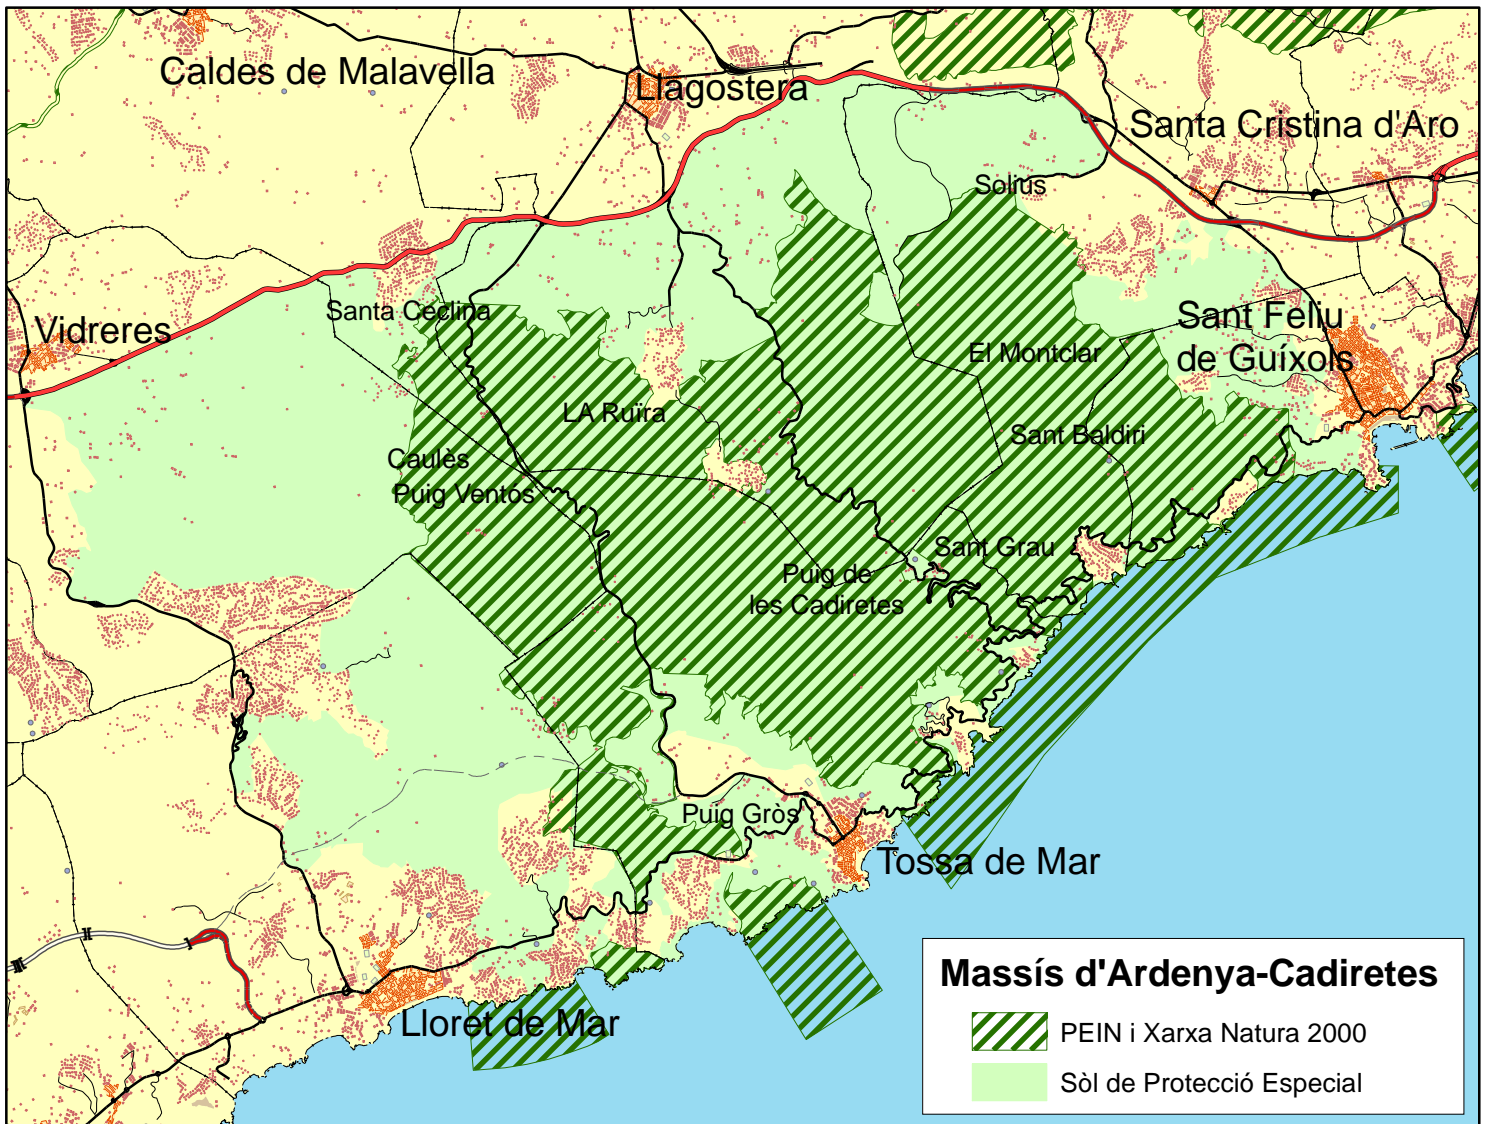 Caldes de Malavella
Llagostera
Santa Cristina d'Aro
Solius
Santa Ceclina
Vidreres
Sant Feliu
de Guíxols
El Montclar
LA Ruïra
Sant Baldiri
Caulès
Puig Ventós
Sant Grau
Puig de
les Cadiretes
Puig Gròs
Tossa de Mar
Lloret de Mar
Massís d'Ardenya-Cadiretes
PEIN i Xarxa Natura 2000
Sòl de Protecció Especial